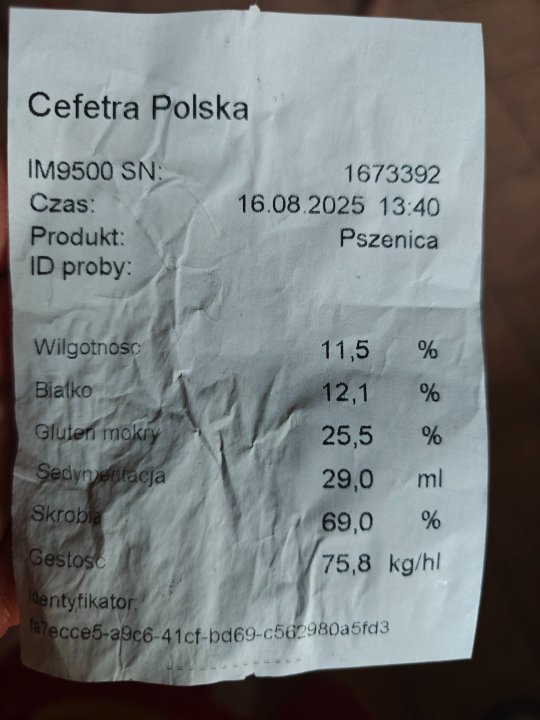 Cefetra Polska
IM9500 SN: 1673392
Czas: 16.08.2025 13:40
Produkt: Pszenica
ID proby:
Wilgotnosc 11,5 %
Bialko 12,1 %
Gluten mokry 25,5 %
Sedymentacja 29,0 ml
Skrobia 69,0 %
Gestosc 75,8 kg/hl
Identyfikator:
fa7ecce5-a9c6-41cf-bd69-c562980a5fd3